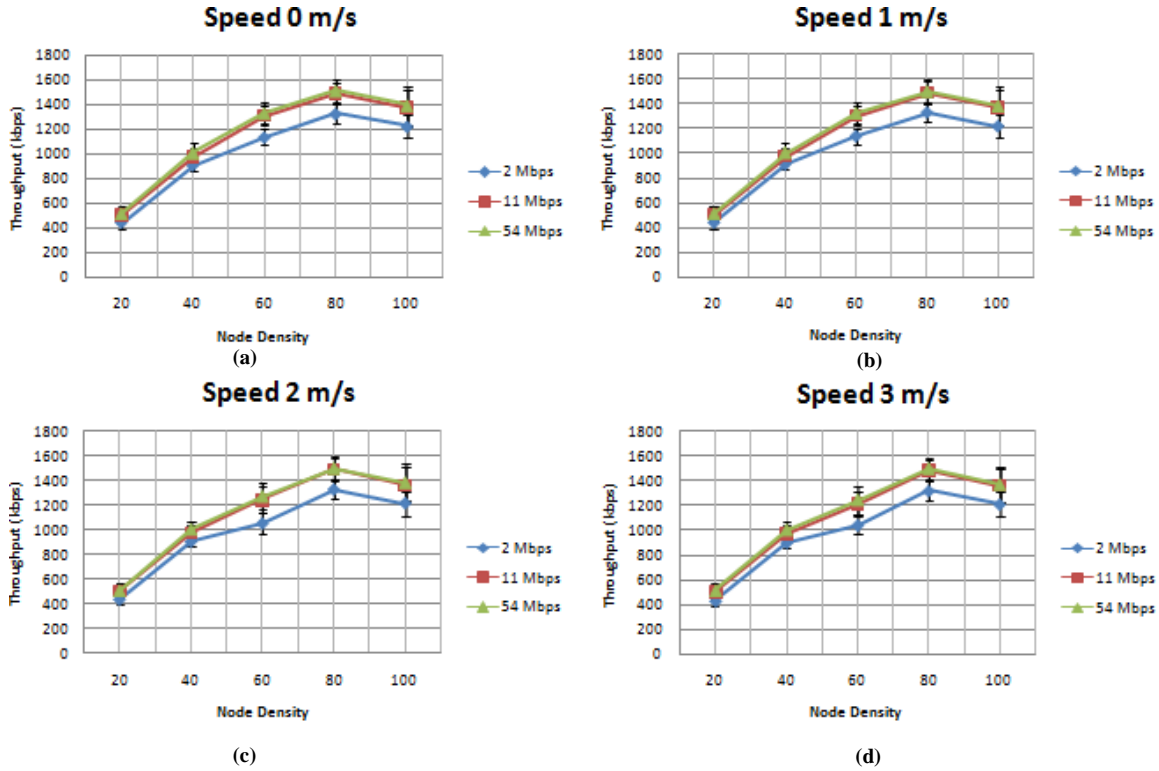 Speed 0 m/s
Throughput (kbps)
1800
1600
1400
1200
1000
800
600
400
200
0
20 40 60 80 100
Node Density
2 Mbps
11 Mbps
54 Mbps
(a)
Speed 1 m/s
Throughput (kbps)
1800
1600
1400
1200
1000
800
600
400
200
0
20 40 60 80 100
Node Density
2 Mbps
11 Mbps
54 Mbps
(b)
Speed 2 m/s
Throughput (kbps)
1800
1600
1400
1200
1000
800
600
400
200
0
20 40 60 80 100
Node Density
2 Mbps
11 Mbps
54 Mbps
(c)
Speed 3 m/s
Throughput (kbps)
1800
1600
1400
1200
1000
800
600
400
200
0
20 40 60 80 100
Node Density
2 Mbps
11 Mbps
54 Mbps
(d)